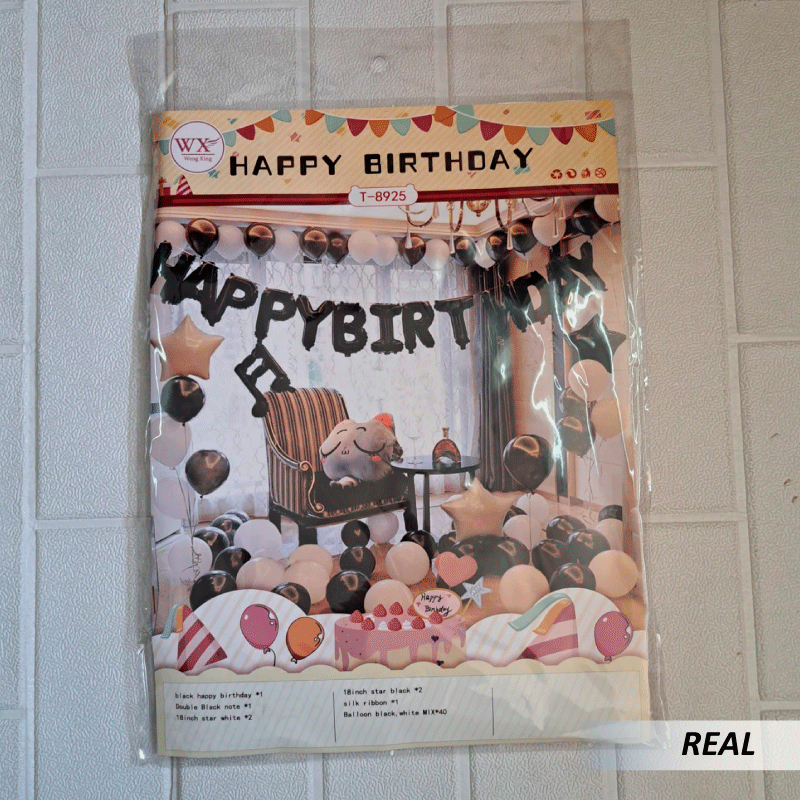 WX
Wong Xing
HAPPY BIRTHDAY
T-8925
HAPPYBIRTHDAY
Happy
Birthday
black happy birthday *1
Double Black note *1
18inch star white *2
18inch star black *2
silk ribbon *1
Balloon black,white MIX*40
REAL